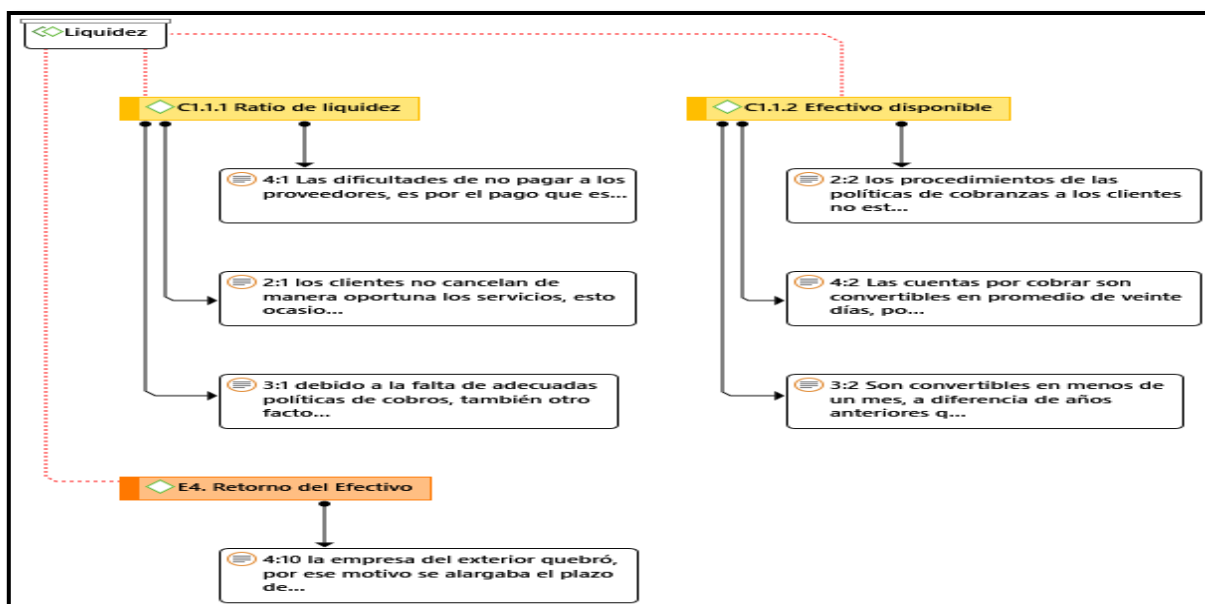 Liquidez
C1.1.1 Ratio de liquidez
4:1 Las dificultades de no pagar a los
proveedores, es por el pago que es...
2:1 los clientes no cancelan de
manera oportuna los servicios, esto
ocasio...
3:1 debido a la falta de adecuadas
políticas de cobros, también otro
facto...
C1.1.2 Efectivo disponible
2:2 los procedimientos de las
políticas de cobranzas a los clientes
no est...
4:2 Las cuentas por cobrar son
convertibles en promedio de veinte
días, po...
3:2 Son convertibles en menos de
un mes, a diferencia de años
anteriores q...
E4. Retorno del Efectivo
4:10 la empresa del exterior quebró,
por ese motivo se alargaba el plazo
de...